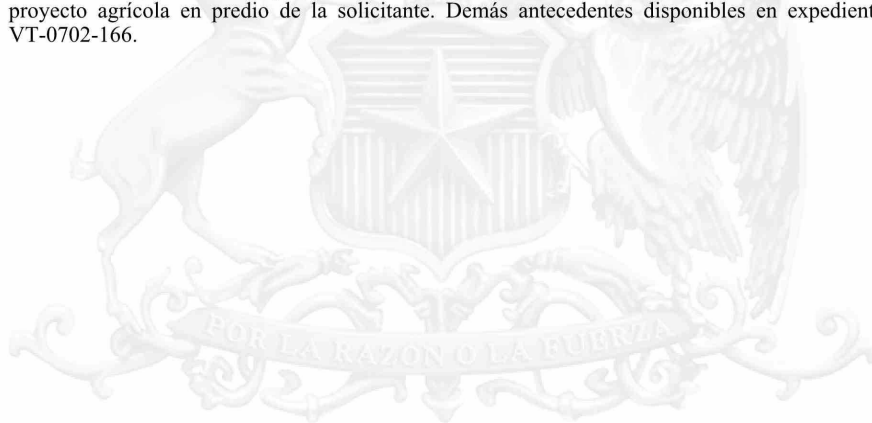 proyecto agrícola en predio de la solicitante. Demás antecedentes disponibles en expedient
VT-0702-166.
POR LA RAZÓN O LA FUERZA